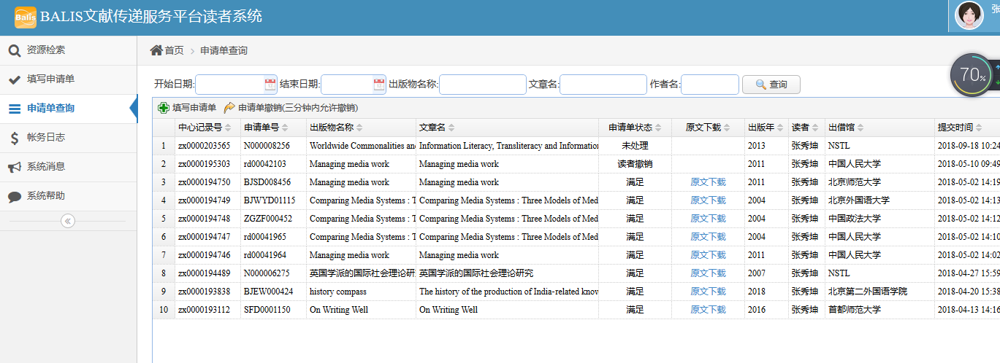 Balis BALIS文献传递服务平台读者系统 张
资源检索
填写申请单
申请单查询
$ 帐务日志
系统消息
系统帮助
首页 > 申请单查询
70%
开始日期: 结束日期: 出版物名称: 文章名: 作者名: 查询
填写申请单 申请单撤销(三分钟内允许撤销)
中心记录号 申请单号 出版物名称 文章名 申请单状态 原文下载 出版年 读者 出借馆 提交时间
1 zx0000203565 N000008256 Worldwide Commonalities an Information Literacy, Transliteracy and Information 未处理 2013 张秀坤 NSTL 2018-09-18 10:24
2 zx0000195303 rd00042103 Managing media work Managing media work 读者撤销 2011 张秀坤 中国人民大学 2018-05-10 09:49
3 zx0000194750 BJSD008456 Managing media work Managing media work 满足 原文下载 2011 张秀坤 北京师范大学 2018-05-02 14:19
4 zx0000194749 BJWYD01115 Comparing Media Systems : T Comparing Media Systems : Three Models of Med 满足 原文下载 2004 张秀坤 北京外国语大学 2018-05-02 14:13
5 zx0000194748 ZGZF000452 Comparing Media Systems : T Comparing Media Systems : Three Models of Med 满足 原文下载 2004 张秀坤 中国政法大学 2018-05-02 14:12
6 zx0000194747 rd00041965 Comparing Media Systems : T Comparing Media Systems : Three Models of Med 满足 原文下载 2004 张秀坤 中国人民大学 2018-05-02 14:10
7 zx0000194746 rd00041964 Managing media work Managing media work 满足 原文下载 2011 张秀坤 中国人民大学 2018-05-02 14:02
8 zx0000194489 N000006275 英国学派的国际社会理论研 英国学派的国际社会理论研究 满足 原文下载 2007 张秀坤 NSTL 2018-04-27 15:59
9 zx0000193838 BJEW000424 history compass The history of the production of India-related know 满足 原文下载 2018 张秀坤 北京第二外国语学院 2018-04-20 15:38
10 zx0000193112 SFD0001150 On Writing Well On Writing Well 满足 原文下载 2016 张秀坤 首都师范大学 2018-04-13 14:16